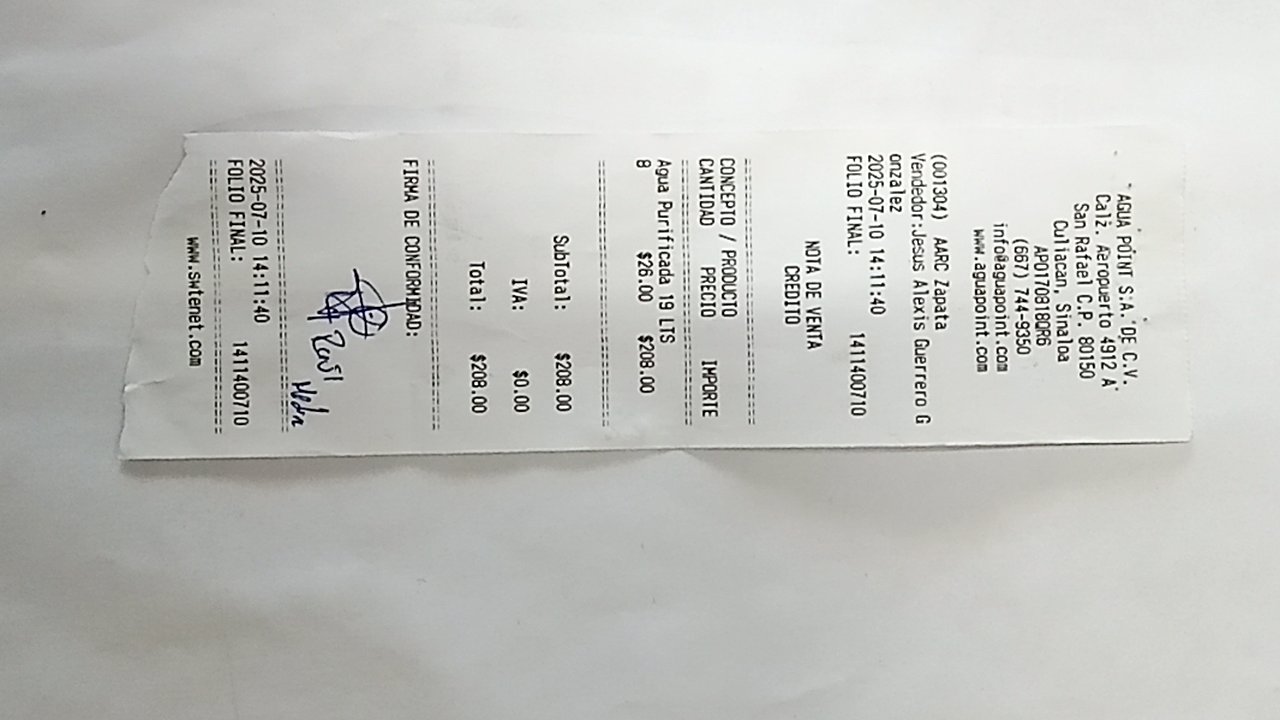 AGUA POINT S.A. DE C.V.
Calz. Aeropuerto 4912 A
San Rafael C.P. 80150
Culiacan, Sinaloa
APO170818QR6
(667) 744-9350
info@aguapoint.com
www.aguapoint.com
(001304) AARC Zapata
Vendedor:Jesus Alexis Guerrero G
onzalez
2025-07-10 14:11:40
FOLIO FINAL: 1411400710
NOTA DE VENTA
CREDITO
CONCEPTO / PRODUCTO
CANTIDAD PRECIO IMPORTE
Agua Purificada 19 LTS
8 $26.00 $208.00
SubTotal: $208.00
IVA: $0.00
Total: $208.00
FIRMA DE CONFORMIDAD:
2025-07-10 14:11:40
FOLIO FINAL: 1411400710
www.swtenet.com